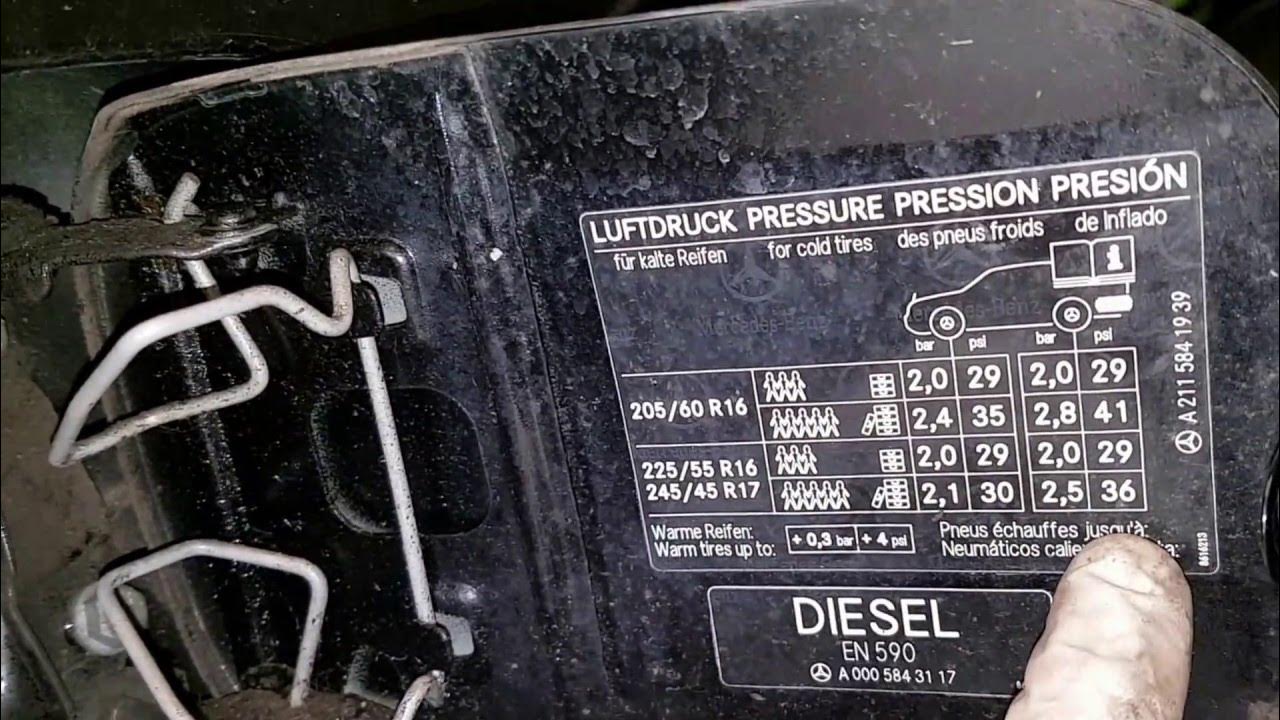 LUFTDRUCK PRESSURE PRESSION PRESIÓN
für kalte Reifen for cold tires des pneus froids de Inflado
i
Mercedes-Benz
bar psi bar psi
205/60 R16 2,0 29 2,0 29
2,4 35 2,8 41
225/55 R16 2,0 29 2,0 29
245/45 R17 2,1 30 2,5 36
Warme Reifen: + 0,3 bar + 4 psi Pneus échauffes jusqu'à:
Warm tires up to: Neumáticos
A 211 584 19 39
8616213
DIESEL
EN 590
A 000 584 31 17